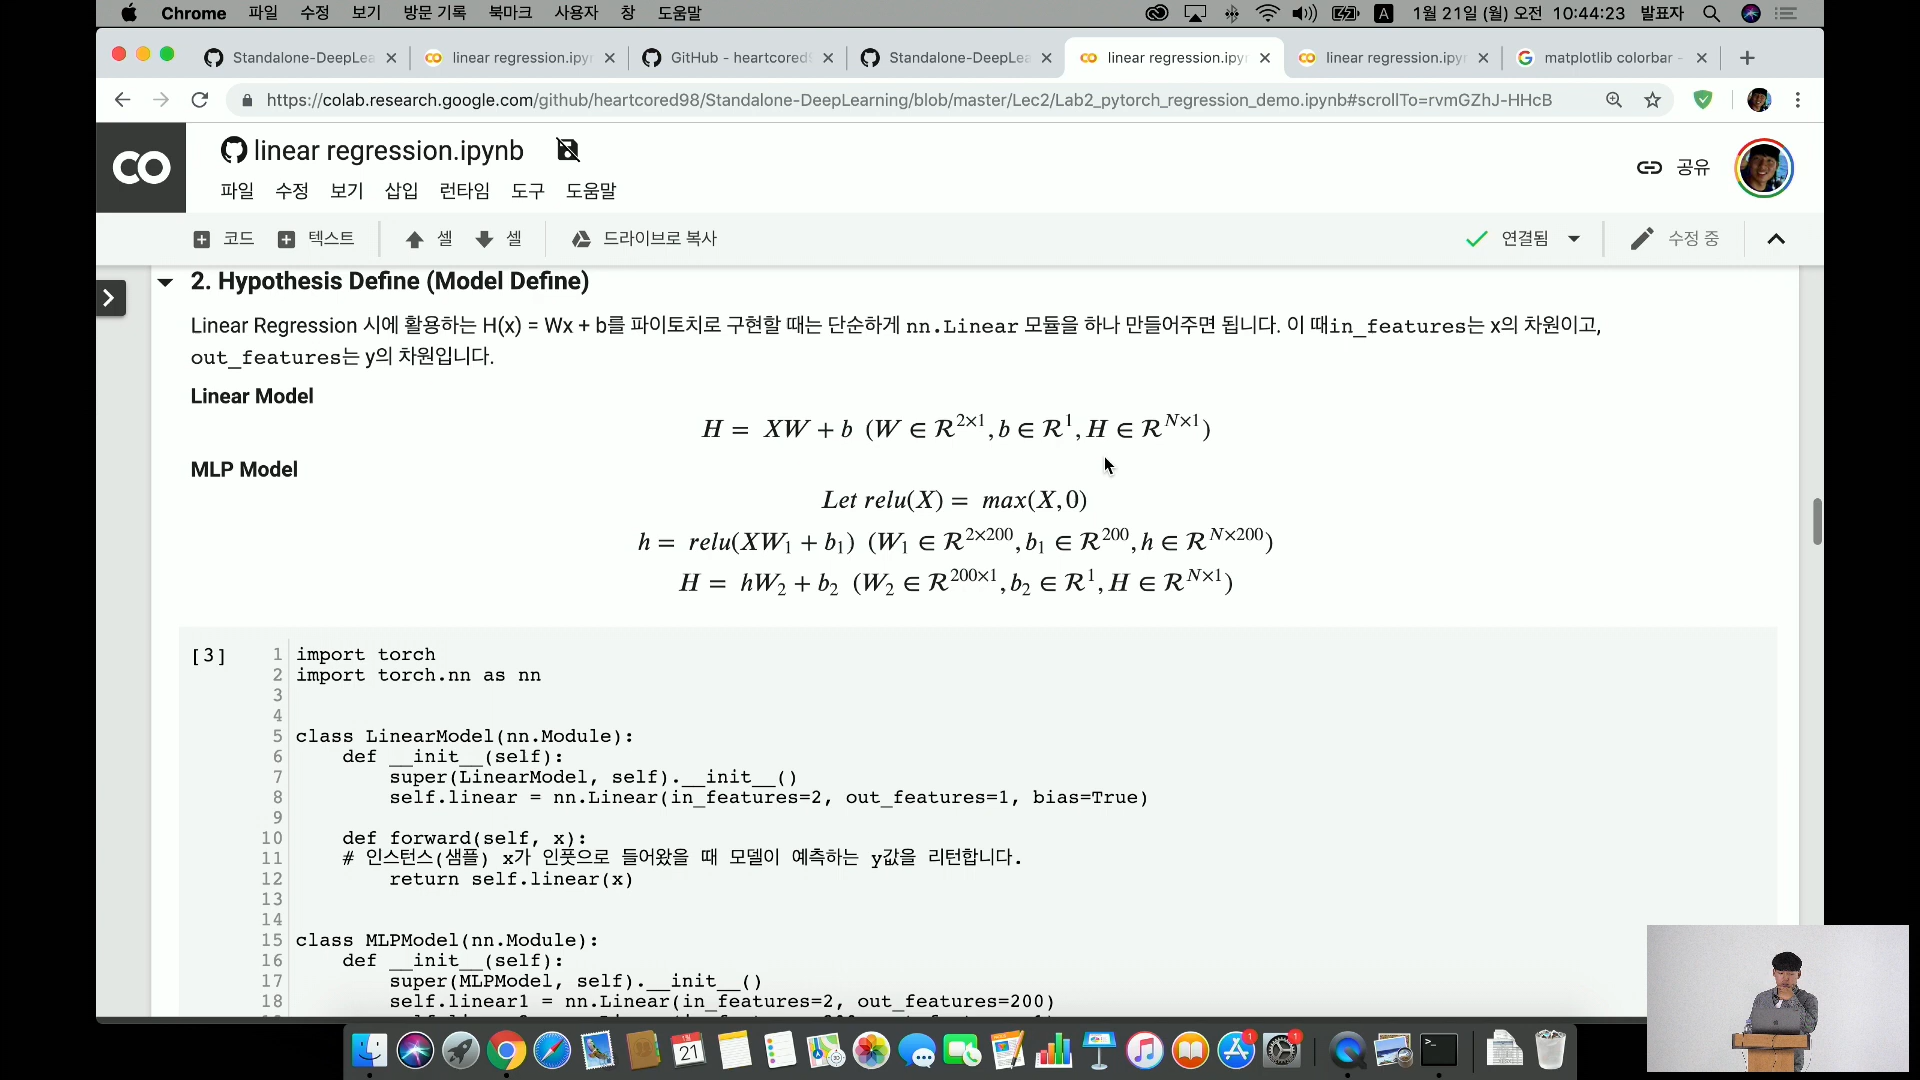 Chrome 파일 수정 보기 방문 기록 북마크 사용자 창 도움말 A 1월 21일 (월) 오전 10:44:23 발표자
Standalone-DeepLea linear regression.ipyn GitHub - heartcored Standalone-DeepLea linear regression.ipyn linear regression.ipyn matplotlib colorbar -
https://colab.research.google.com/github/heartcored98/Standalone-DeepLearning/blob/master/Lec2/Lab2_pytorch_regression_demo.ipynb#scrollTo=rvmGZhJ-HHcB
CO linear regression.ipynb 공유
파일 수정 보기 삽입 런타임 도구 도움말
코드 텍스트 셀 셀 드라이브로 복사 연결됨 수정 중
2. Hypothesis Define (Model Define)
Linear Regression 시에 활용하는 H(x) = Wx + b를 파이토치로 구현할 때는 단순하게 nn.Linear 모듈을 하나 만들어주면 됩니다. 이 때in_features는 x의 차원이고,
out_features는 y의 차원입니다.
Linear Model
H = XW + b (W ∈ R^{2×1}, b ∈ R^1, H ∈ R^{N×1})
MLP Model
Let relu(X) = max(X, 0)
h = relu(XW_1 + b_1) (W_1 ∈ R^{2×200}, b_1 ∈ R^{200}, h ∈ R^{N×200})
H = hW_2 + b_2 (W_2 ∈ R^{200×1}, b_2 ∈ R^1, H ∈ R^{N×1})
[3] 1 import torch
2 import torch.nn as nn
3
4
5 class LinearModel(nn.Module):
6 def __init__(self):
7 super(LinearModel, self).__init__()
8 self.linear = nn.Linear(in_features=2, out_features=1, bias=True)
9
10 def forward(self, x):
11 # 인스턴스(샘플) x가 인풋으로 들어왔을 때 모델이 예측하는 y값을 리턴합니다.
12 return self.linear(x)
13
14
15 class MLPModel(nn.Module):
16 def __init__(self):
17 super(MLPModel, self).__init__()
18 self.linear1 = nn.Linear(in_features=2, out_features=200)
21
1
1